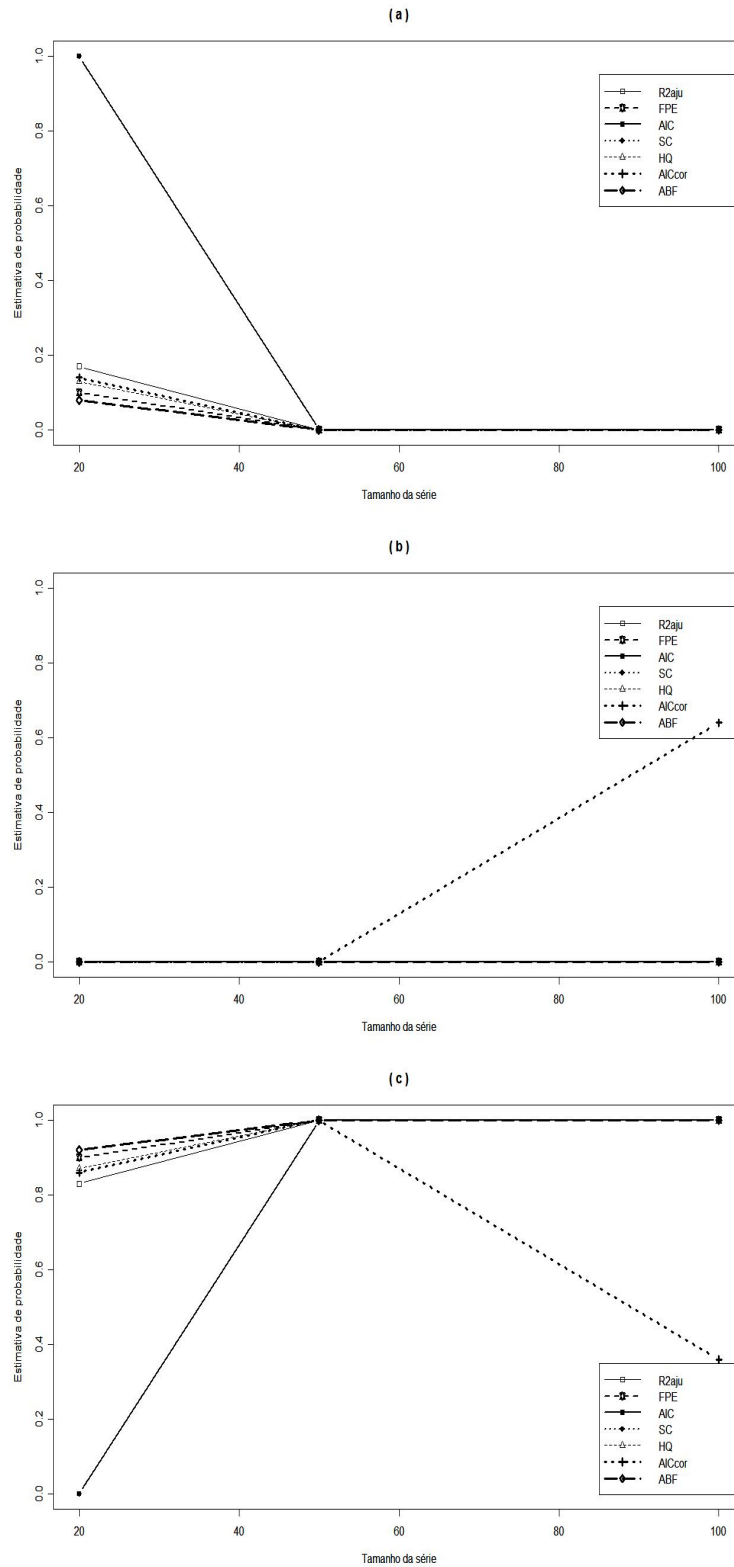 ( a )
Estimativa de probabilidade
1.0
0.8
0.6
0.4
0.2
0.0
R2aju
FPE
AIC
SC
HQ
AICcor
ABF
20 40 60 80 100
Tamanho da série
( b )
Estimativa de probabilidade
1.0
0.8
0.6
0.4
0.2
0.0
R2aju
FPE
AIC
SC
HQ
AICcor
ABF
20 40 60 80 100
Tamanho da série
( c )
Estimativa de probabilidade
1.0
0.8
0.6
0.4
0.2
0.0
R2aju
FPE
AIC
SC
HQ
AICcor
ABF
20 40 60 80 100
Tamanho da série